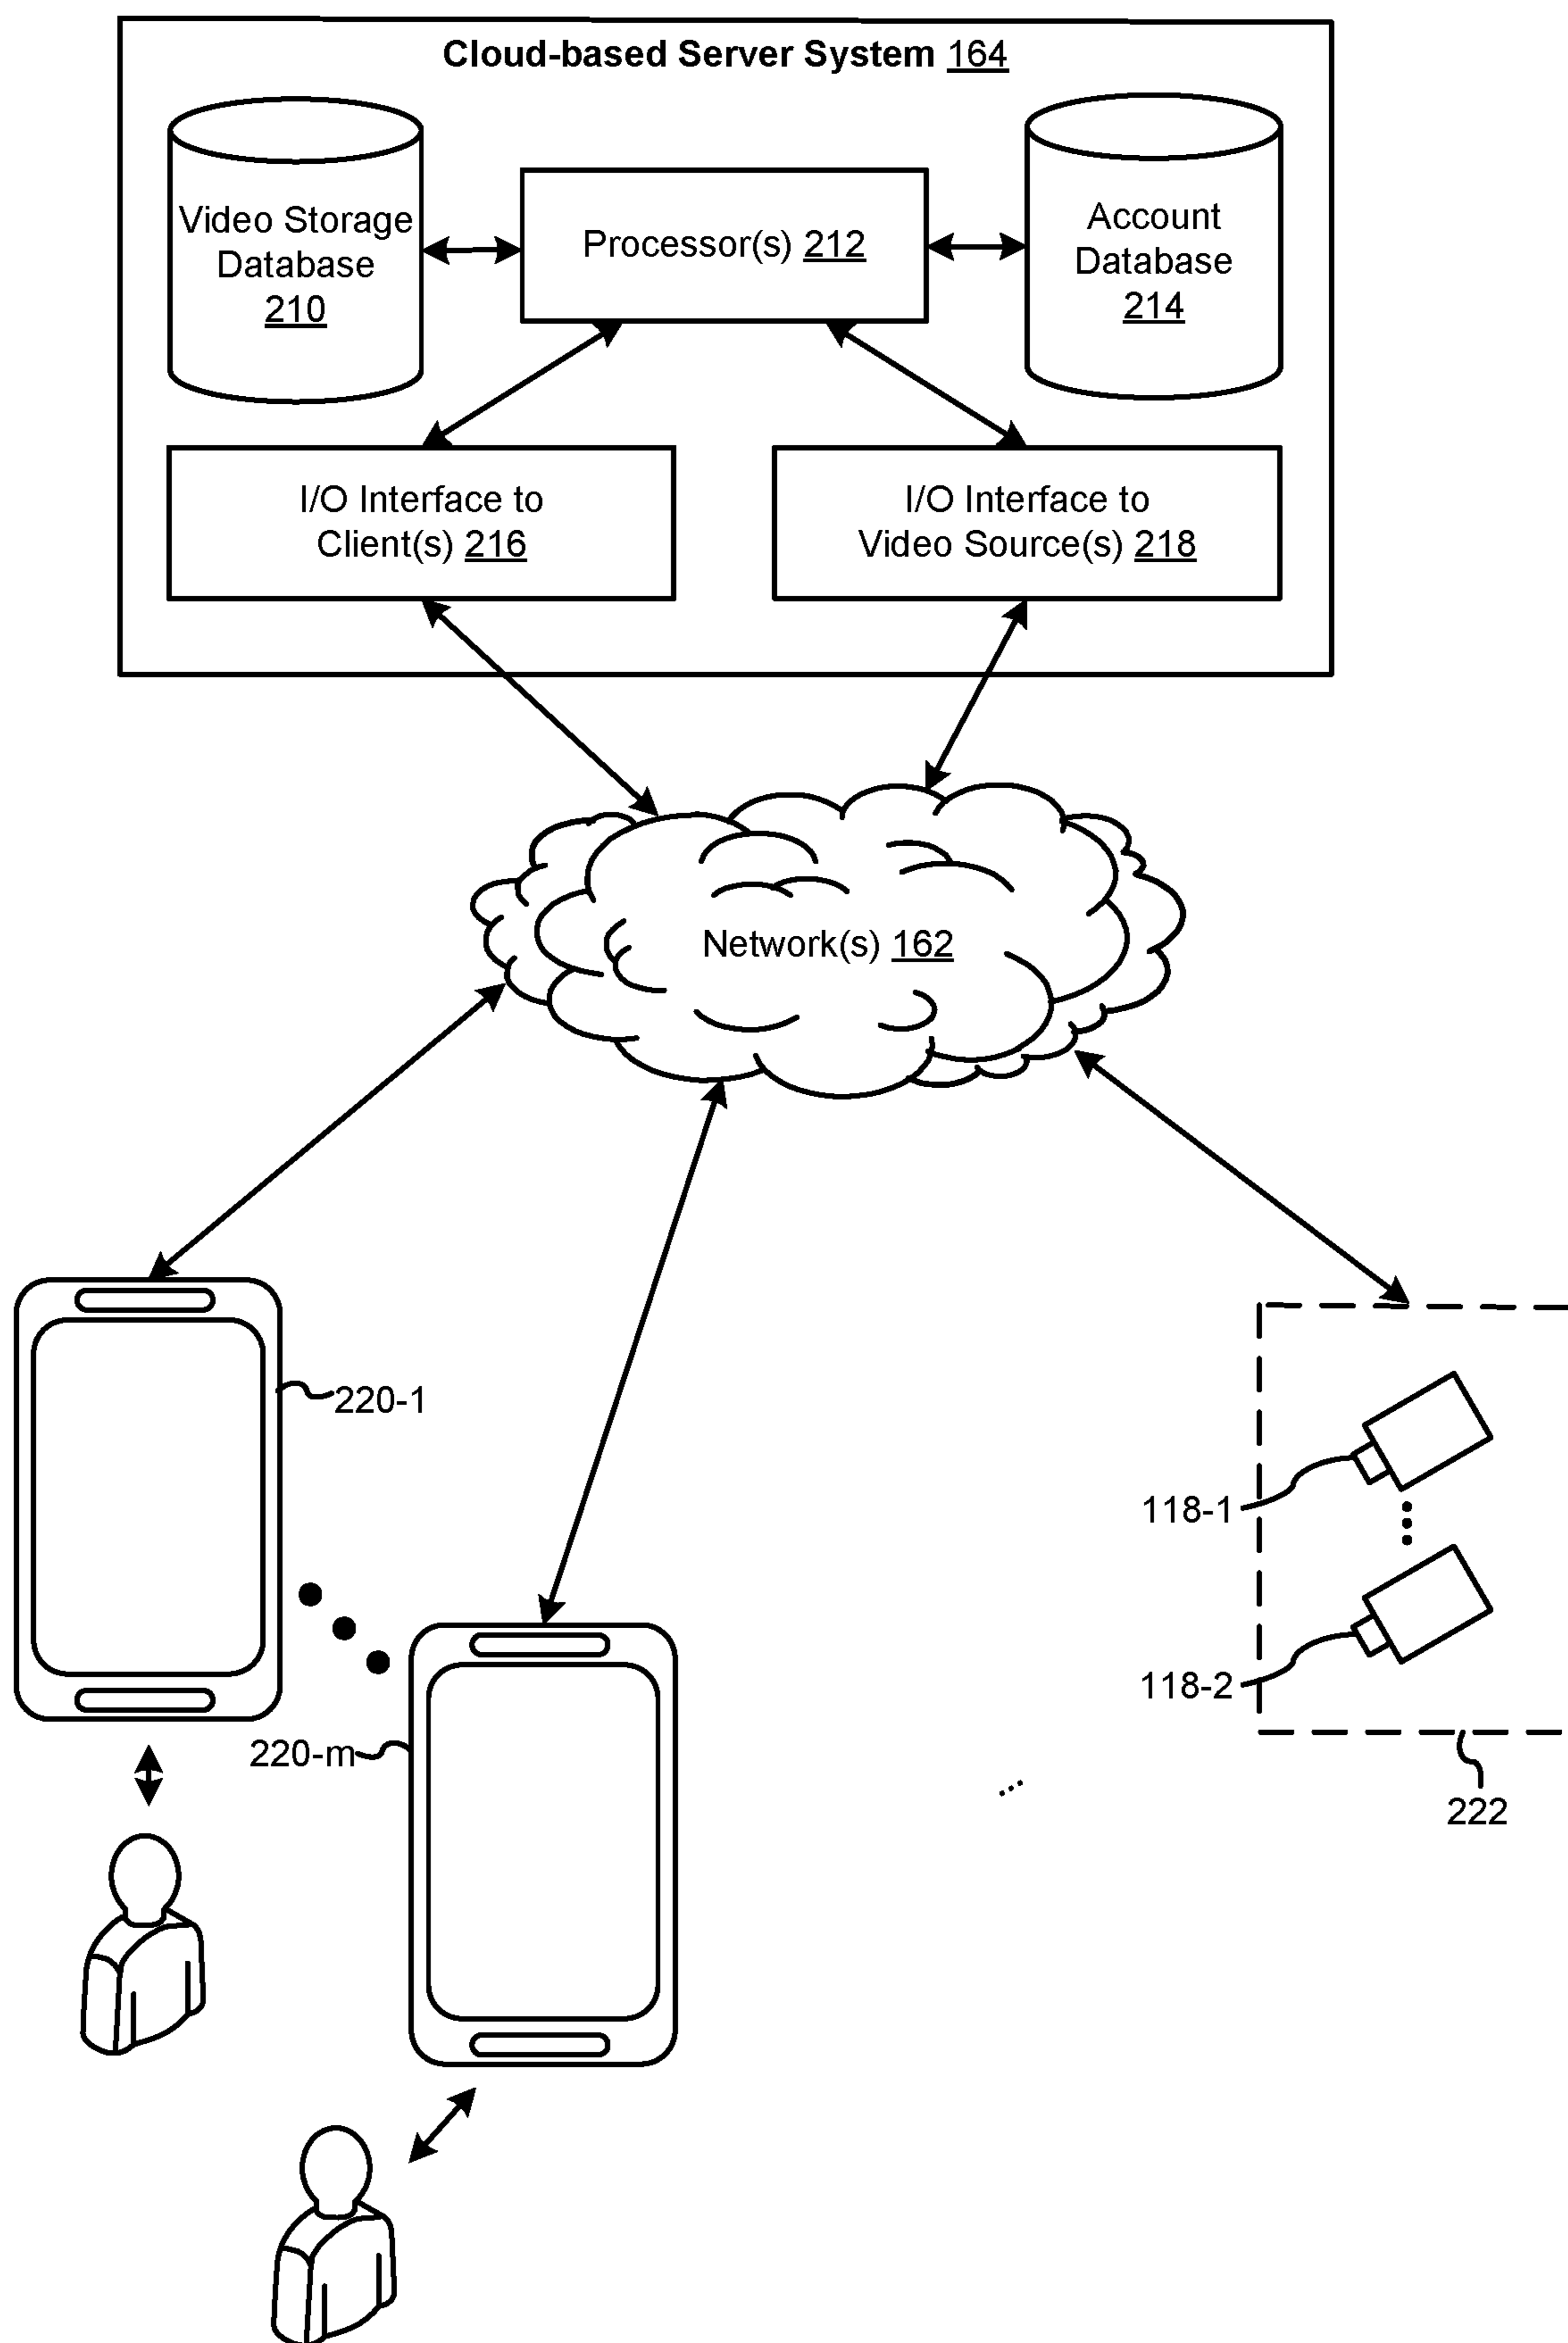 Cloud-based Server System 164
Video Storage
Database
210
Processor(s) 212
Account
Database
214
I/O Interface to
Client(s) 216
I/O Interface to
Video Source(s) 218
Network(s) 162
220-1
118-1
118-2
220-m
222